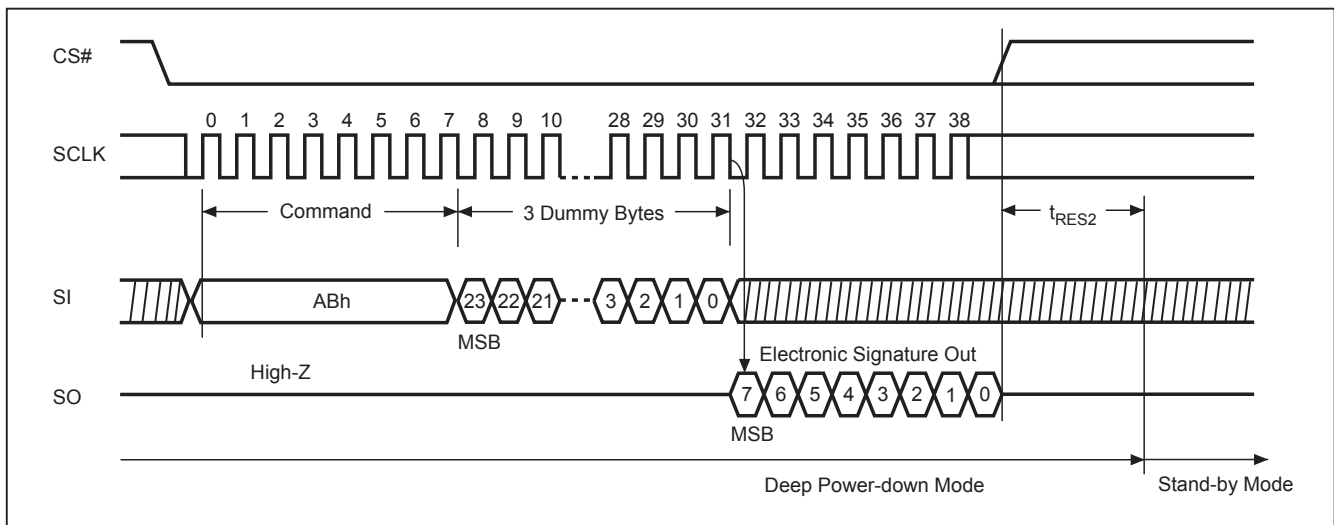 CS#
0 1 2 3 4 5 6 7 8 9 10 28 29 30 31 32 33 34 35 36 37 38
SCLK
Command 3 Dummy Bytes tRES2
SI ABh 23 22 21 3 2 1 0
MSB
Electronic Signature Out
High-Z
SO 7 6 5 4 3 2 1 0
MSB
Deep Power-down Mode Stand-by Mode